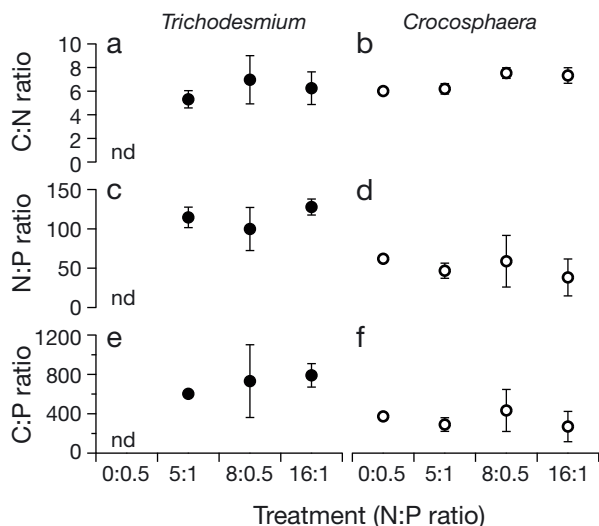 Trichodesmium Crocosphaera
a b
10
8
6
4
2
0
C:N ratio
nd
c d
150
100
50
0
N:P ratio
nd
e f
1200
800
400
0
C:P ratio
nd
0:0.5 5:1 8:0.5 16:1 0:0.5 5:1 8:0.5 16:1
Treatment (N:P ratio)